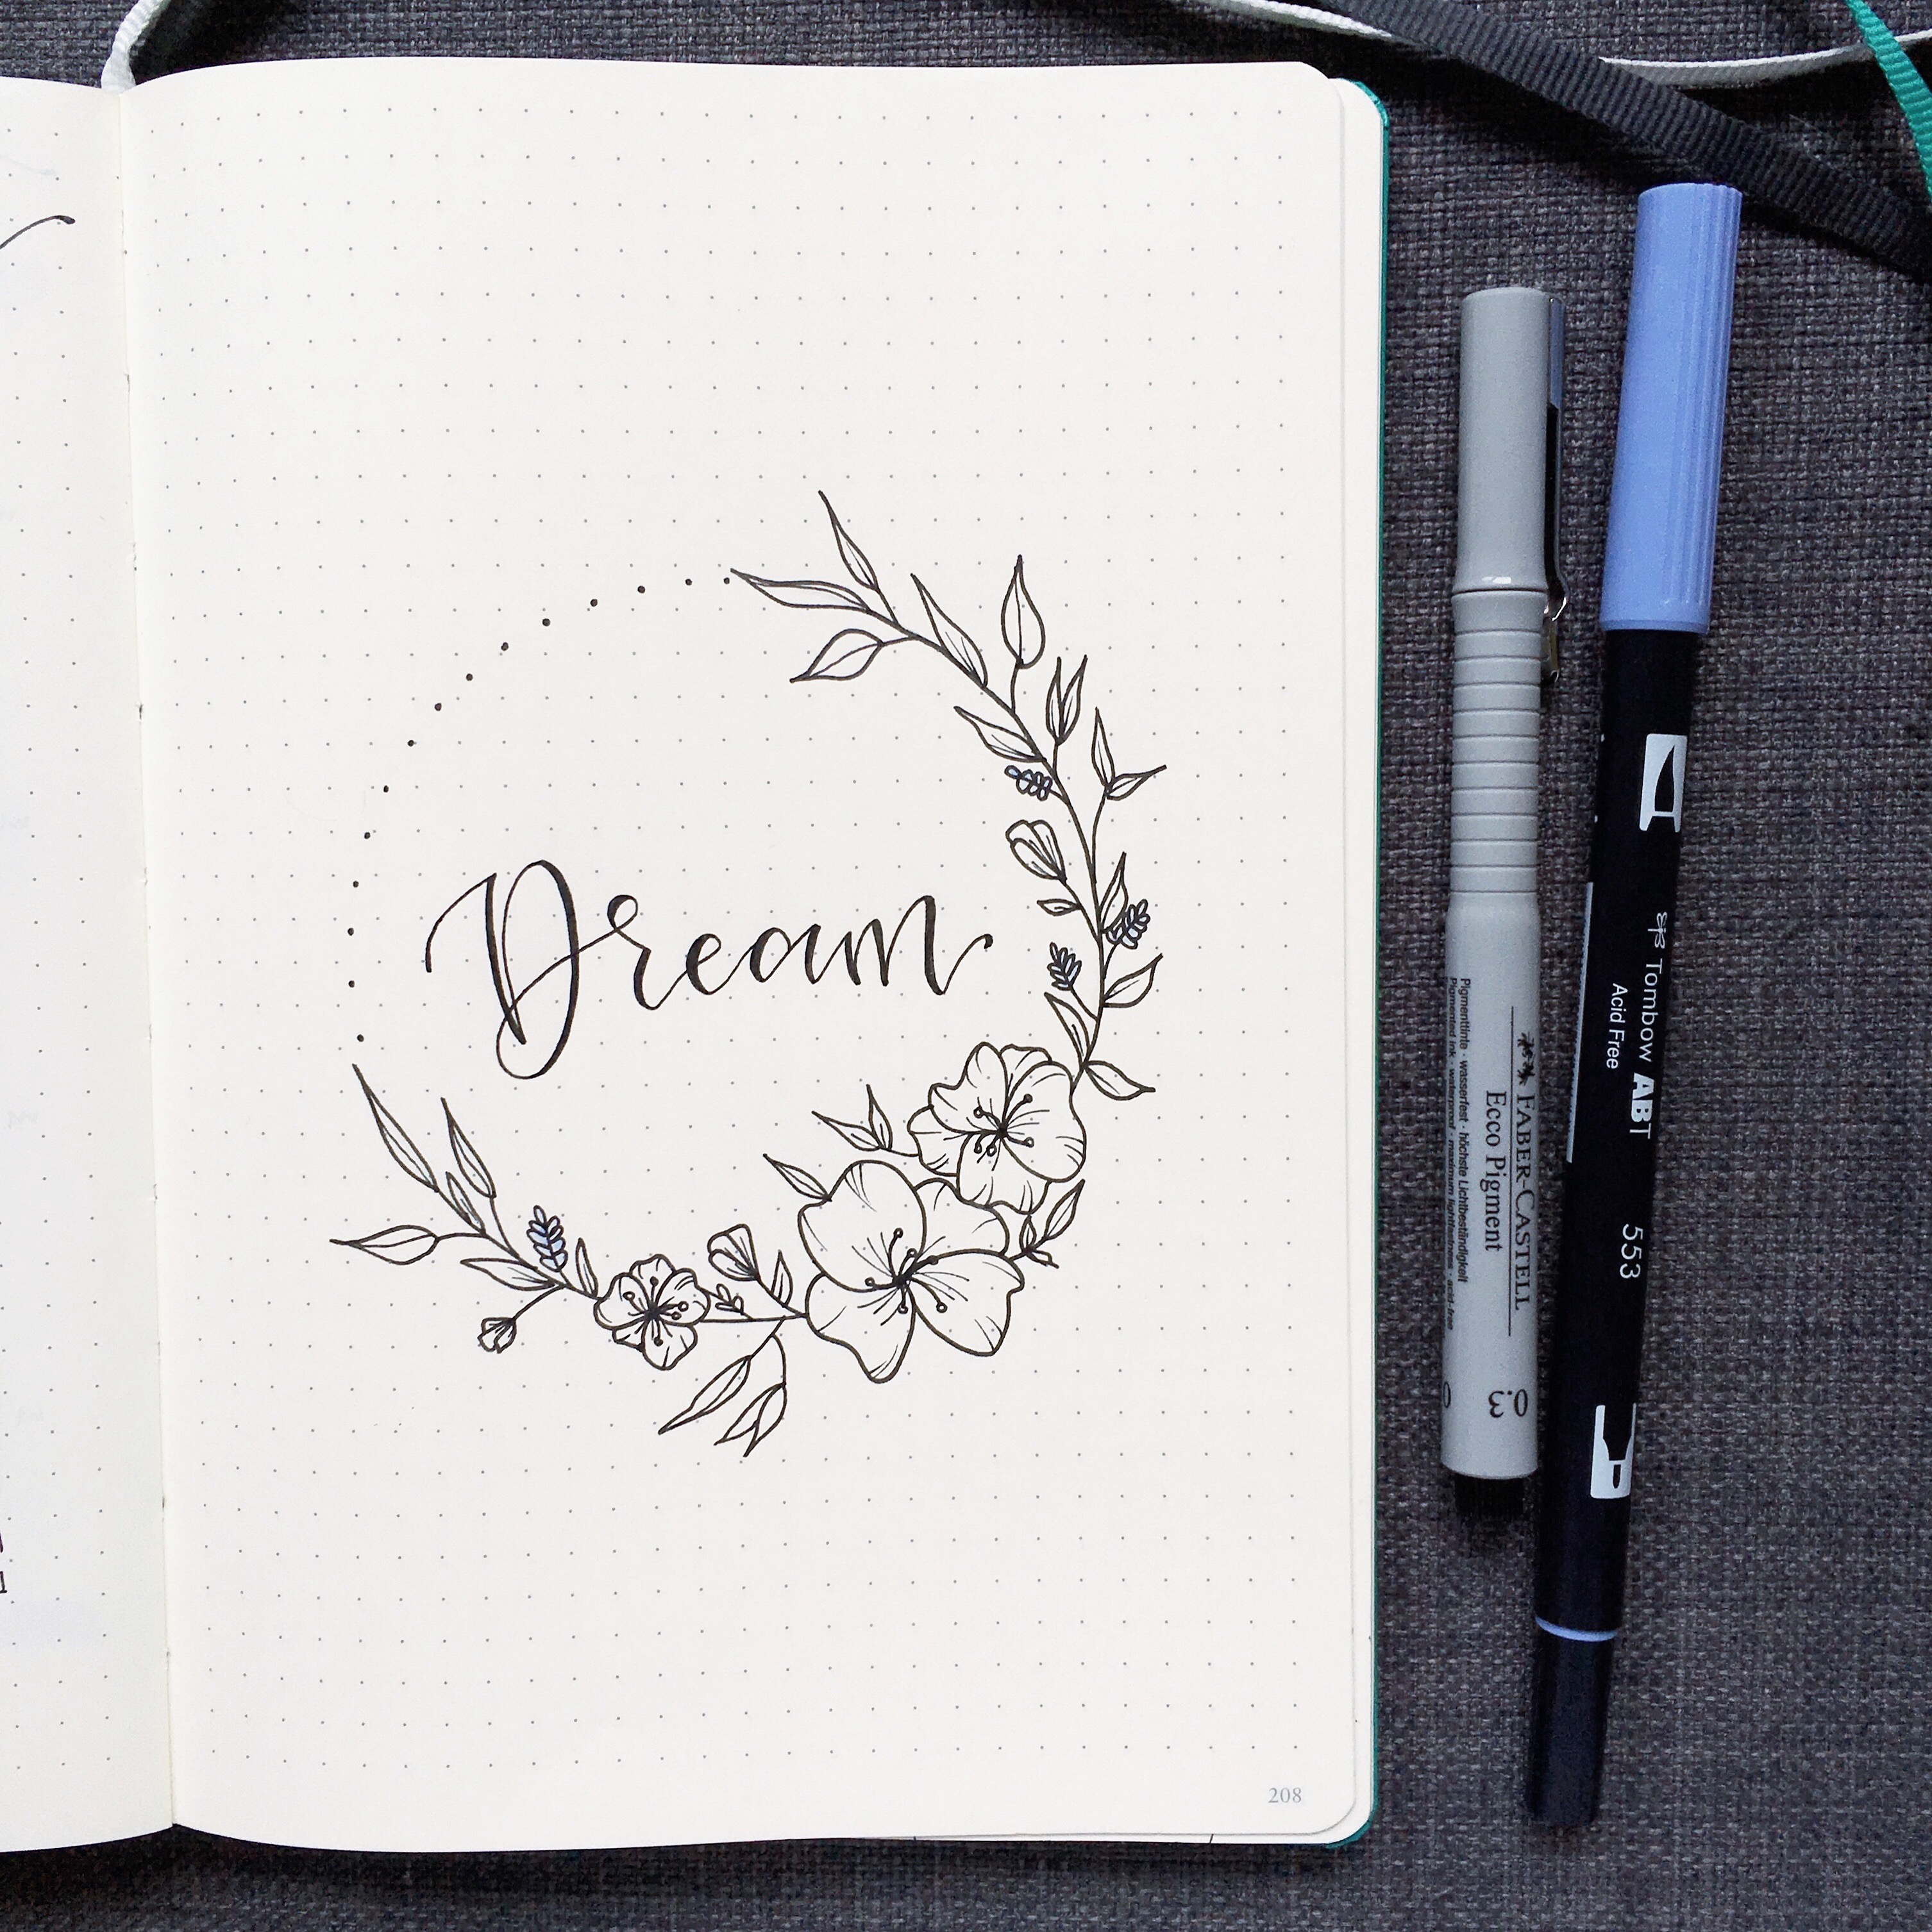 Dream
208
FABER-CASTELL
Ecco Pigment
Pigmenttinte · wasserfest · höchste Lichtbeständigkeit
Pigmented ink · waterproof · maximum lightfastness · acid-free
0.3
Tombow ABT
Acid Free
553